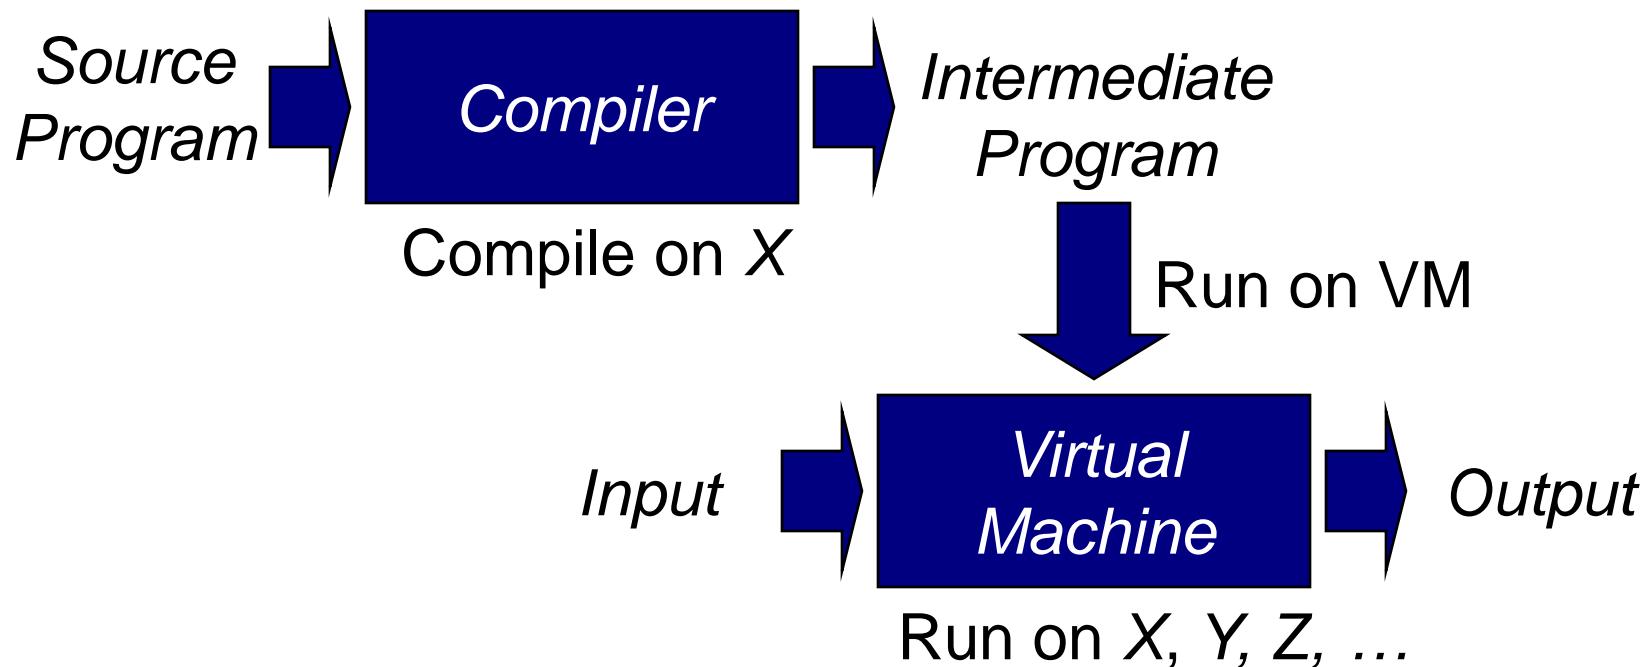 Source
Program
Compiler
Intermediate
Program
Compile on X
Run on VM
Input
Virtual
Machine
Output
Run on X, Y, Z, …